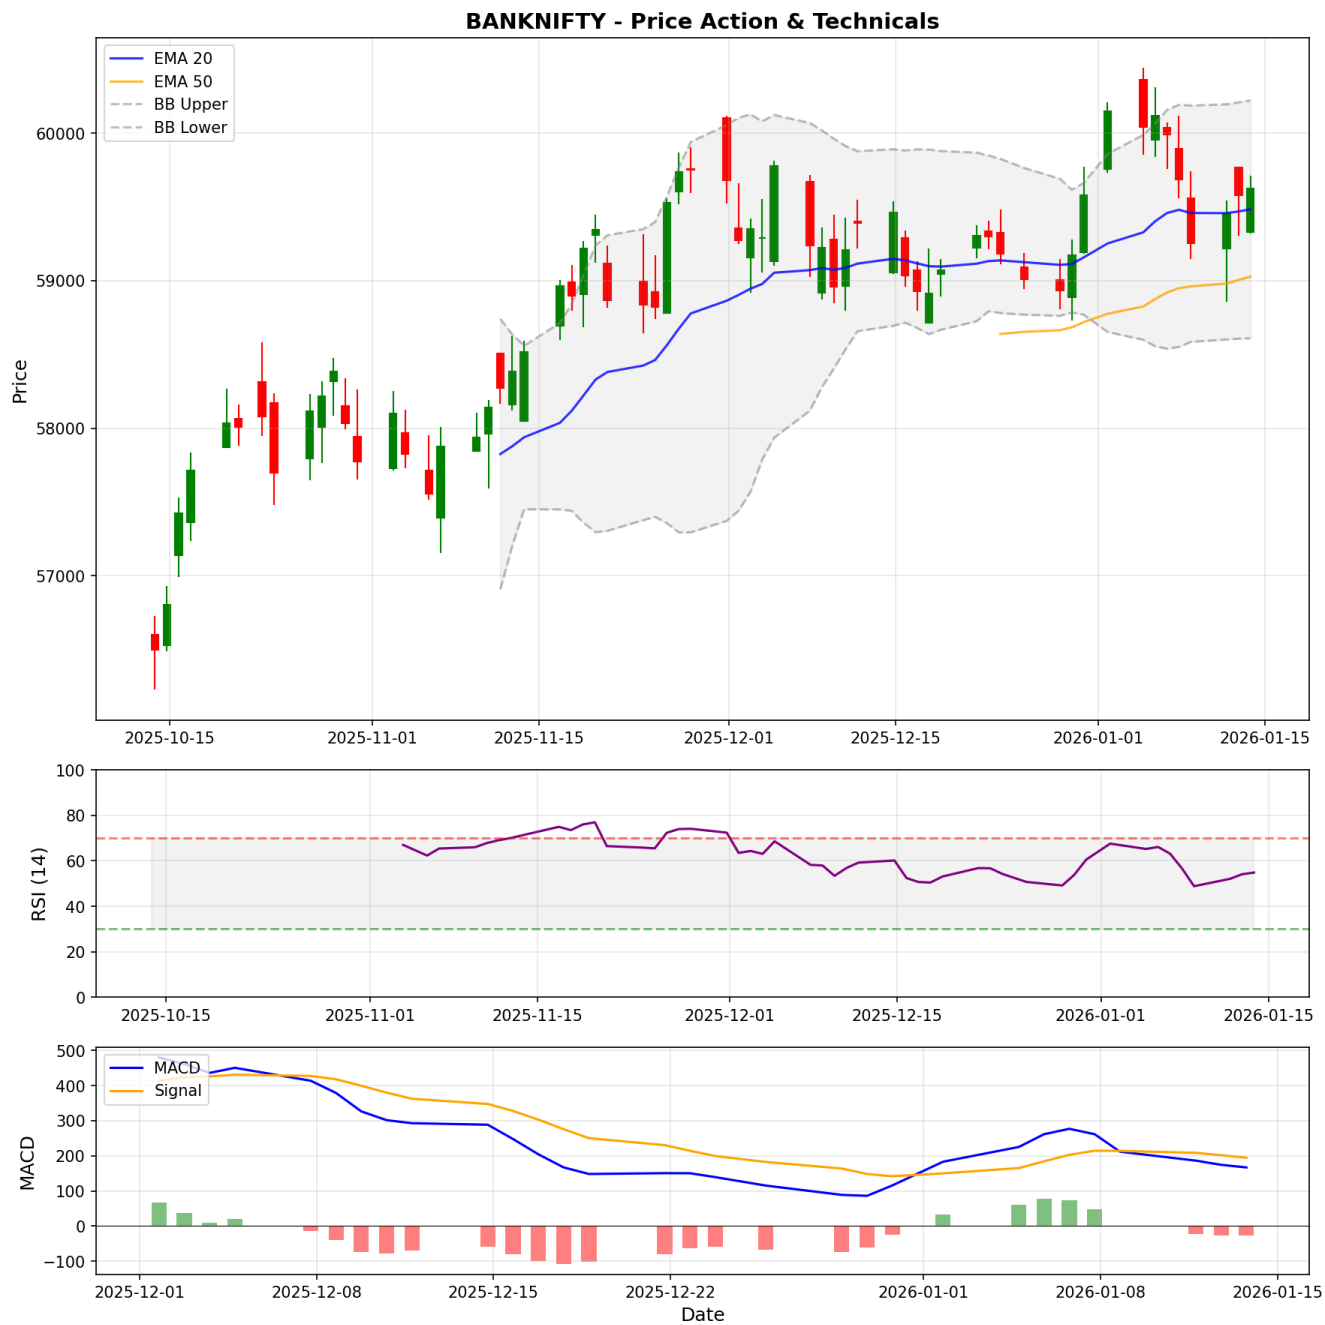 BANKNIFTY - Price Action & Technicals
EMA 20
EMA 50
BB Upper
BB Lower
60000
59000
58000
57000
Price
2025-10-15 2025-11-01 2025-11-15 2025-12-01 2025-12-15 2026-01-01 2026-01-15
100
80
60
40
20
0
RSI (14)
2025-10-15 2025-11-01 2025-11-15 2025-12-01 2025-12-15 2026-01-01 2026-01-15
MACD
Signal
500
400
300
200
100
0
−100
MACD
2025-12-01 2025-12-08 2025-12-15 2025-12-22 2026-01-01 2026-01-08 2026-01-15
Date